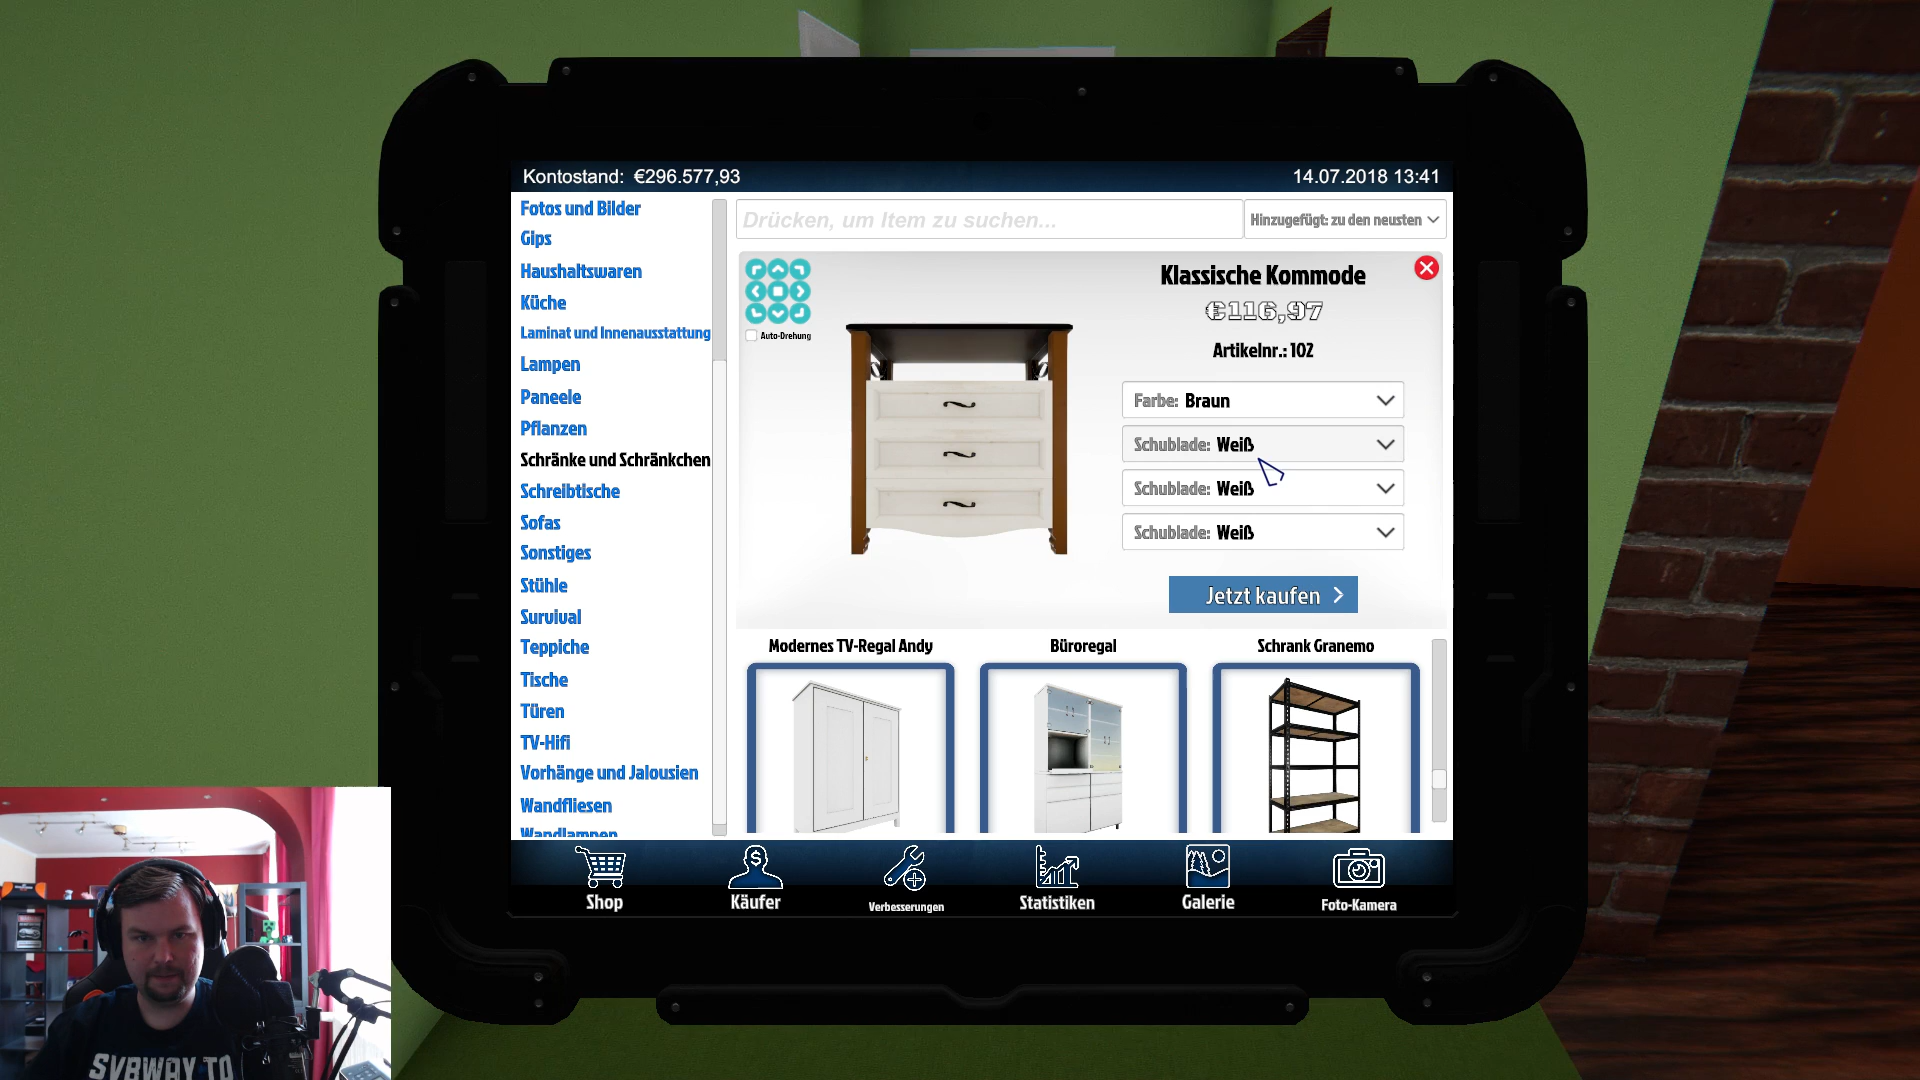 Kontostand: €296.577,93
14.07.2018 13:41
Fotos und Bilder
Gips
Haushaltswaren
Küche
Laminat und Innenausstattung
Lampen
Paneele
Pflanzen
Schränke und Schränkchen
Schreibtische
Sofas
Sonstiges
Stühle
Survival
Teppiche
Tische
Türen
TV-Hifi
Vorhänge und Jalousien
Wandfliesen
Wandlampen
Drücken, um Item zu suchen...
Hinzugefügt: zu den neusten
Auto-Drehung
Klassische Kommode
€116,97
Artikelnr.: 102
Farbe: Braun
Schublade: Weiß
Schublade: Weiß
Schublade: Weiß
Jetzt kaufen
Modernes TV-Regal Andy
Büroregal
Schrank Granemo
Shop
Käufer
Verbesserungen
Statistiken
Galerie
Foto-Kamera
SVBWAY TO